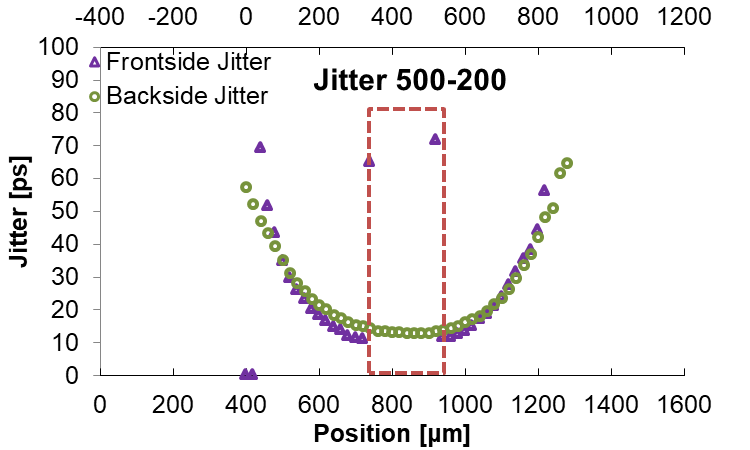 -400 -200 0 200 400 600 800 1000 1200
100
Frontside Jitter
90
Jitter 500-200
Backside Jitter
80
70
60
50
40
30
20
10
0
Jitter [ps]
0 200 400 600 800 1000 1200 1400 1600
Position [µm]